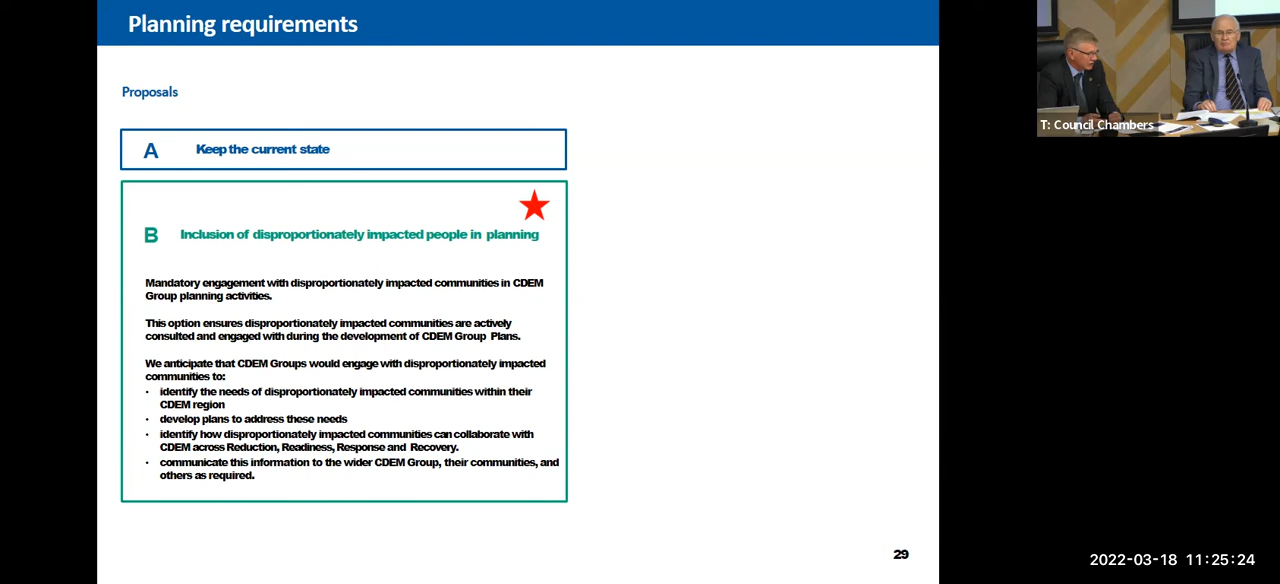 Planning requirements
Proposals
A Keep the current state
B Inclusion of disproportionately impacted people in planning
Mandatory engagement with disproportionately impacted communities in CDEM
Group planning activities.
This option ensures disproportionately impacted communities are actively
consulted and engaged with during the development of CDEM Group Plans.
We anticipate that CDEM Groups would engage with disproportionately impacted
communities to:
• identify the needs of disproportionately impacted communities within their
CDEM region
• develop plans to address these needs
• identify how disproportionately impacted communities can collaborate with
CDEM across Reduction, Readiness, Response and Recovery.
• communicate this information to the wider CDEM Group, their communities, and
others as required.
29
T: Council Chambers
2022-03-18 11:25:24